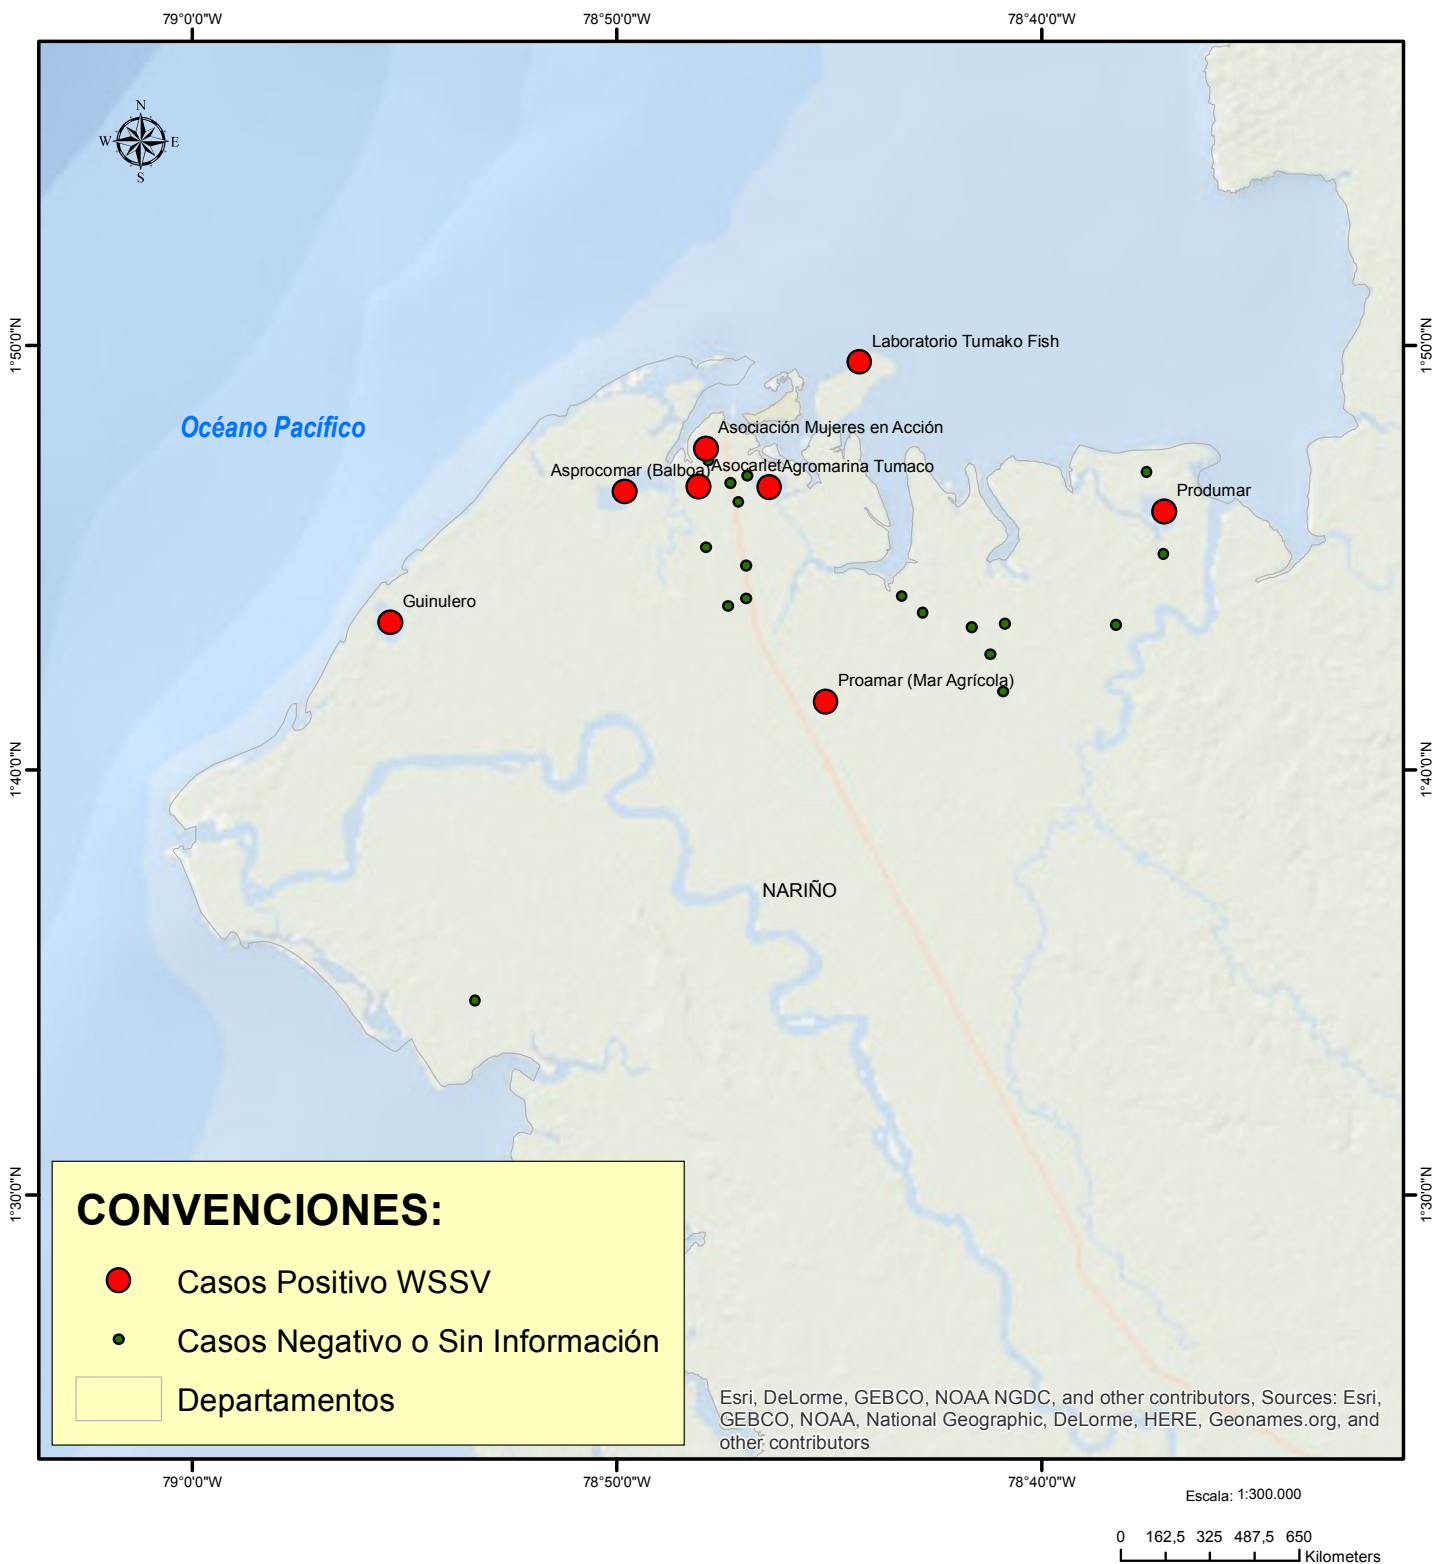 79°0'0"W
78°50'0"W
78°40'0"W
N
W
E
S
1°50'0"N
1°50'0"N
Laboratorio Tumako Fish
Océano Pacífico
Asociación Mujeres en Acción
Asprocomar (Balboa)
Asocarlet
Agromarina Tumaco
Produmar
Guinulero
Proamar (Mar Agrícola)
1°40'0"N
1°40'0"N
NARIÑO
1°30'0"N
1°30'0"N
CONVENCIONES:
Casos Positivo WSSV
Casos Negativo o Sin Información
Departamentos
Esri, DeLorme, GEBCO, NOAA NGDC, and other contributors, Sources: Esri,
GEBCO, NOAA, National Geographic, DeLorme, HERE, Geonames.org, and
other contributors
79°0'0"W
78°50'0"W
78°40'0"W
Escala: 1:300.000
0 162,5 325 487,5 650
Kilometers